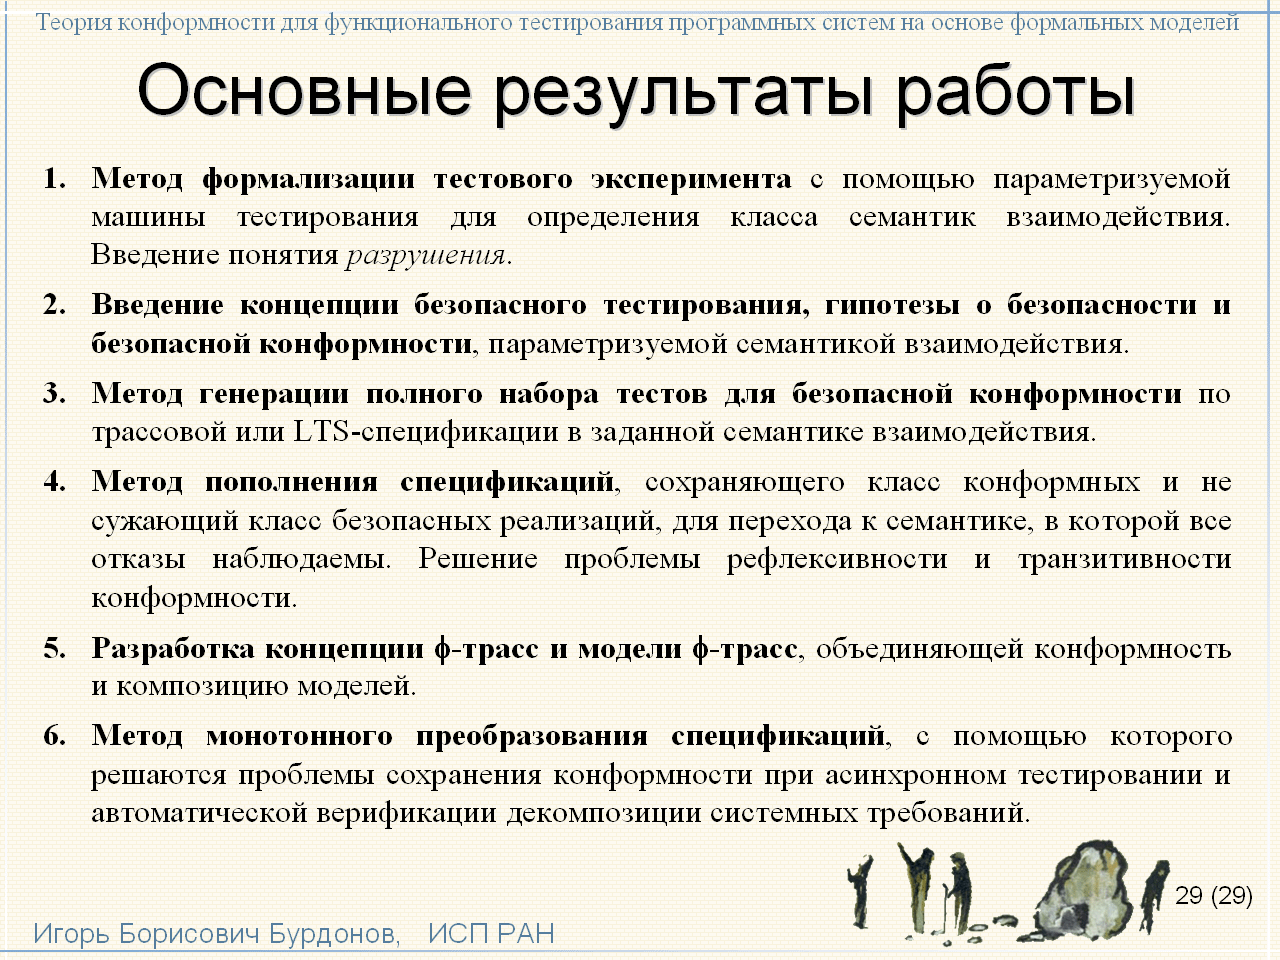 Теория конформности для функционального тестирования программных систем на основе формальных моделей
Основные результаты работы
1. Метод формализации тестового эксперимента с помощью параметризуемой
машины тестирования для определения класса семантик взаимодействия.
Введение понятия разрушения.
2. Введение концепции безопасного тестирования, гипотезы о безопасности и
безопасной конформности, параметризуемой семантикой взаимодействия.
3. Метод генерации полного набора тестов для безопасной конформности по
трассовой или LTS-спецификации в заданной семантике взаимодействия.
4. Метод пополнения спецификаций, сохраняющего класс конформных и не
сужающий класс безопасных реализаций, для перехода к семантике, в которой все
отказы наблюдаемы. Решение проблемы рефлексивности и транзитивности
конформности.
5. Разработка концепции ϕ-трасс и модели ϕ-трасс, объединяющей конформность
и композицию моделей.
6. Метод монотонного преобразования спецификаций, с помощью которого
решаются проблемы сохранения конформности при асинхронном тестировании и
автоматической верификации декомпозиции системных требований.
29 (29)
Игорь Борисович Бурдонов, ИСП РАН